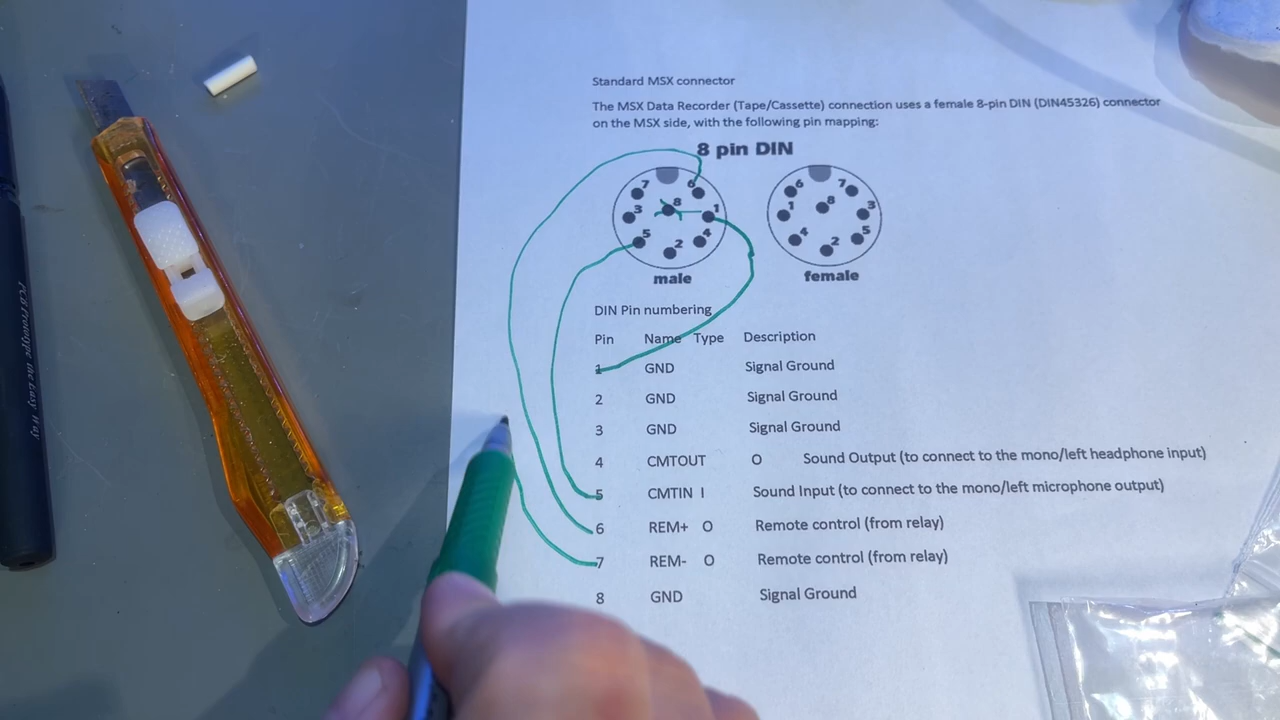 Standard MSX connector
The MSX Data Recorder (Tape/Cassette) connection uses a female 8-pin DIN (DIN45326) connector
on the MSX side, with the following pin mapping:
8 pin DIN
7 6 6 7
3 8 1 1 8 3
5 2 4 4 2 5
male female
DIN Pin numbering
Pin Name Type Description
1 GND Signal Ground
2 GND Signal Ground
3 GND Signal Ground
4 CMTOUT O Sound Output (to connect to the mono/left headphone input)
5 CMTIN I Sound Input (to connect to the mono/left microphone output)
6 REM+ O Remote control (from relay)
7 REM- O Remote control (from relay)
8 GND Signal Ground
PCB Prototype the Easy Way